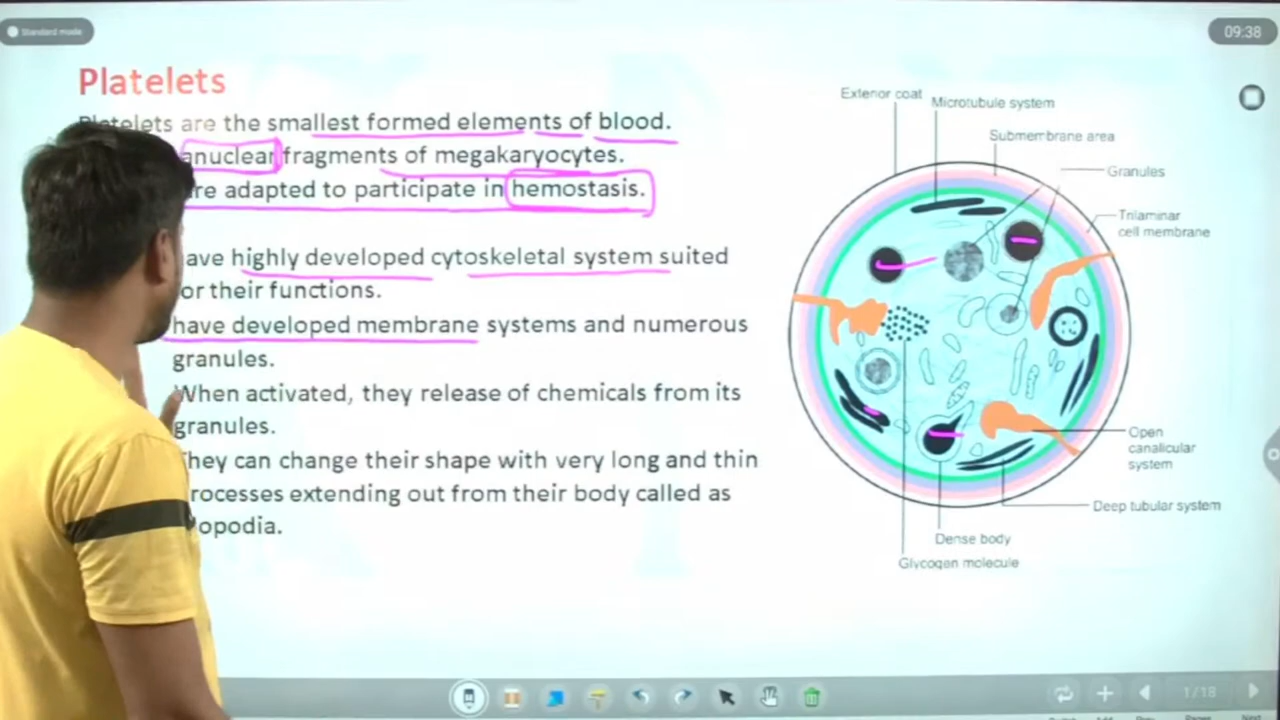 Standard mode
09:38
Platelets
Platelets are the smallest formed elements of blood.
anuclear fragments of megakaryocytes.
re adapted to participate in hemostasis.
ave highly developed cytoskeletal system suited
or their functions.
have developed membrane systems and numerous
granules.
When activated, they release of chemicals from its
granules.
They can change their shape with very long and thin
rocesses extending out from their body called as
opodia.
Exterior coat
Microtubule system
Submembrane area
Granules
Trilaminar
cell membrane
Open
canalicular
system
Deep tubular system
Dense body
Glycogen molecule
1/18